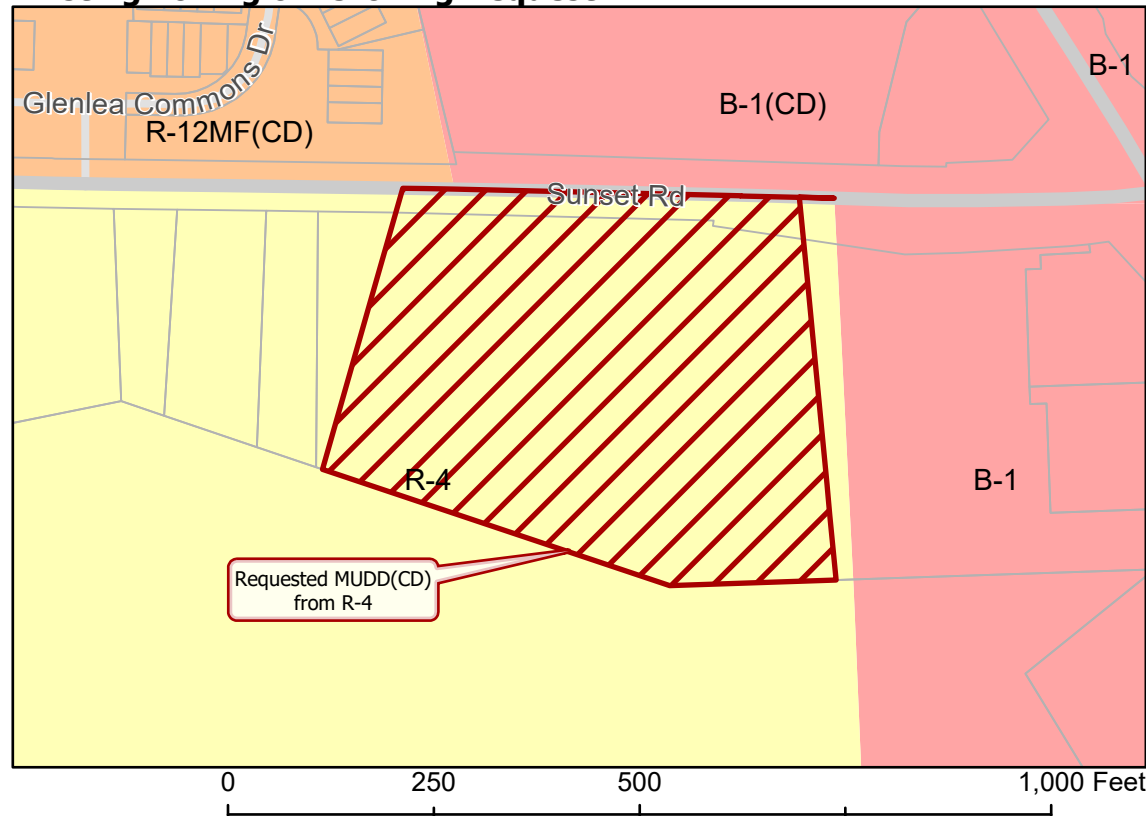 B-1
B-1(CD)
Glenlea Commons Dr
R-12MF(CD)
Sunset Rd
R-4
B-1
Requested MUDD(CD)
from R-4
0 250 500 1,000 Feet